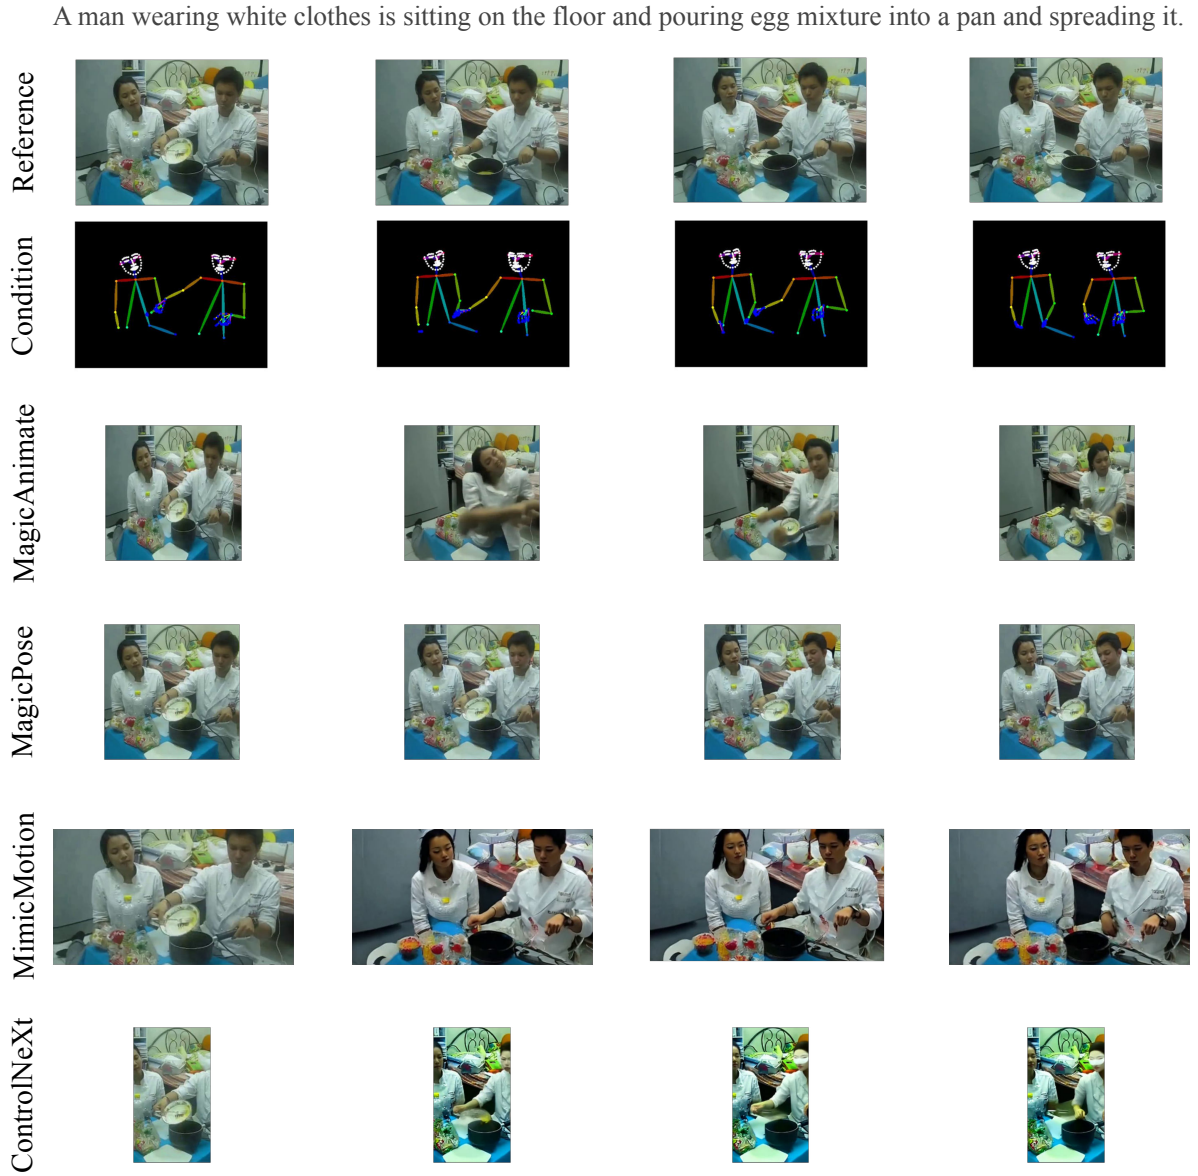 A man wearing white clothes is sitting on the floor and pouring egg mixture into a pan and spreading it.
Reference
Condition
MagicAnimate
MagicPose
MimicMotion
ControlNeXt